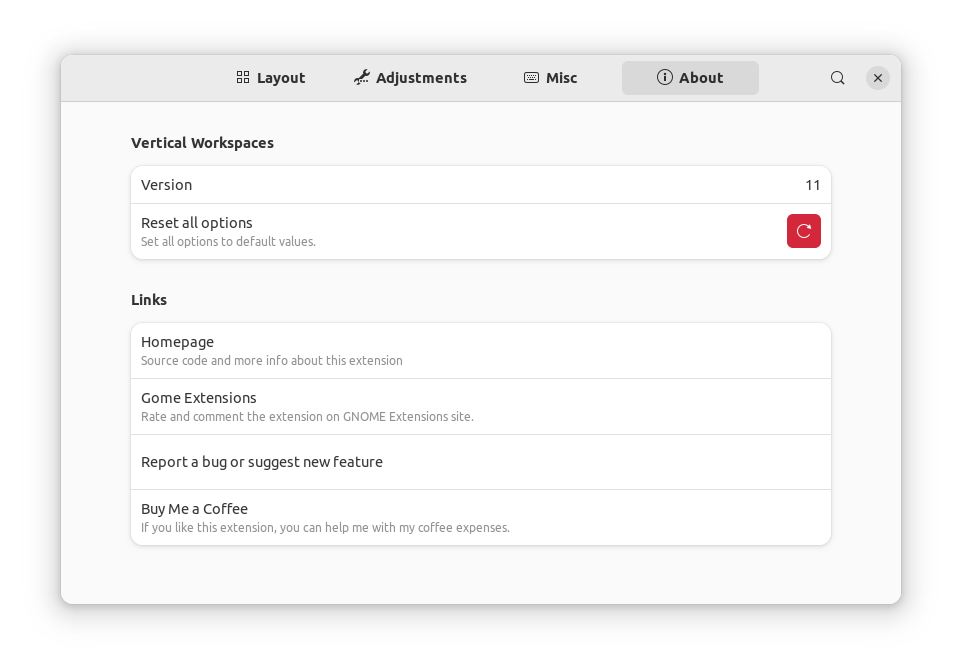 Layout Adjustments Misc About
Vertical Workspaces
Version 11
Reset all options
Set all options to default values.
Links
Homepage
Source code and more info about this extension
Gome Extensions
Rate and comment the extension on GNOME Extensions site.
Report a bug or suggest new feature
Buy Me a Coffee
If you like this extension, you can help me with my coffee expenses.